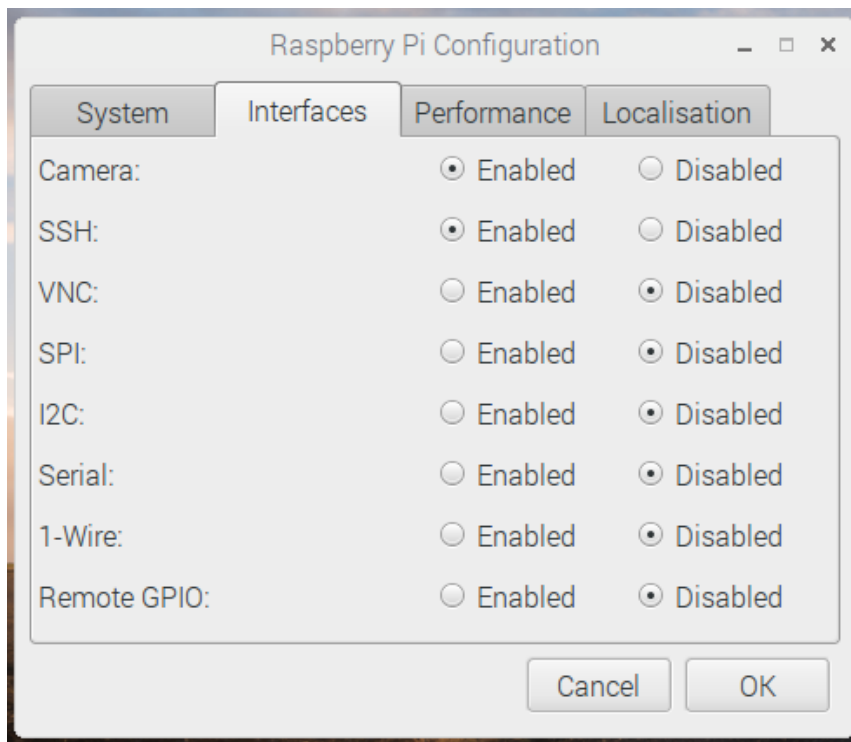 Raspberry Pi Configuration
System Interfaces Performance Localisation
Camera: Enabled Disabled
SSH: Enabled Disabled
VNC: Enabled Disabled
SPI: Enabled Disabled
I2C: Enabled Disabled
Serial: Enabled Disabled
1-Wire: Enabled Disabled
Remote GPIO: Enabled Disabled
Cancel OK